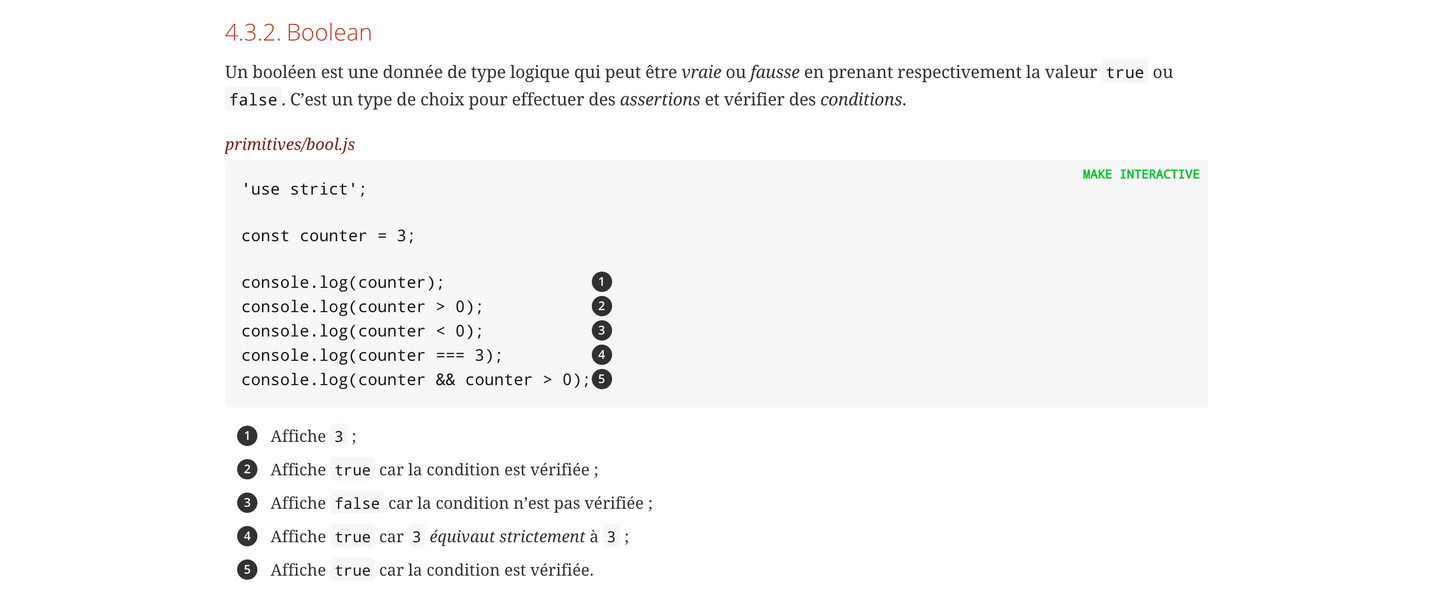 4.3.2. Boolean
Un booléen est une donnée de type logique qui peut être vraie ou fausse en prenant respectivement la valeur true ou
false. C’est un type de choix pour effectuer des assertions et vérifier des conditions.
primitives/bool.js
MAKE INTERACTIVE
'use strict';
const counter = 3;
console.log(counter); 1
console.log(counter > 0); 2
console.log(counter < 0); 3
console.log(counter === 3); 4
console.log(counter && counter > 0); 5
1 Affiche 3 ;
2 Affiche true car la condition est vérifiée ;
3 Affiche false car la condition n’est pas vérifiée ;
4 Affiche true car 3 équivaut strictement à 3 ;
5 Affiche true car la condition est vérifiée.